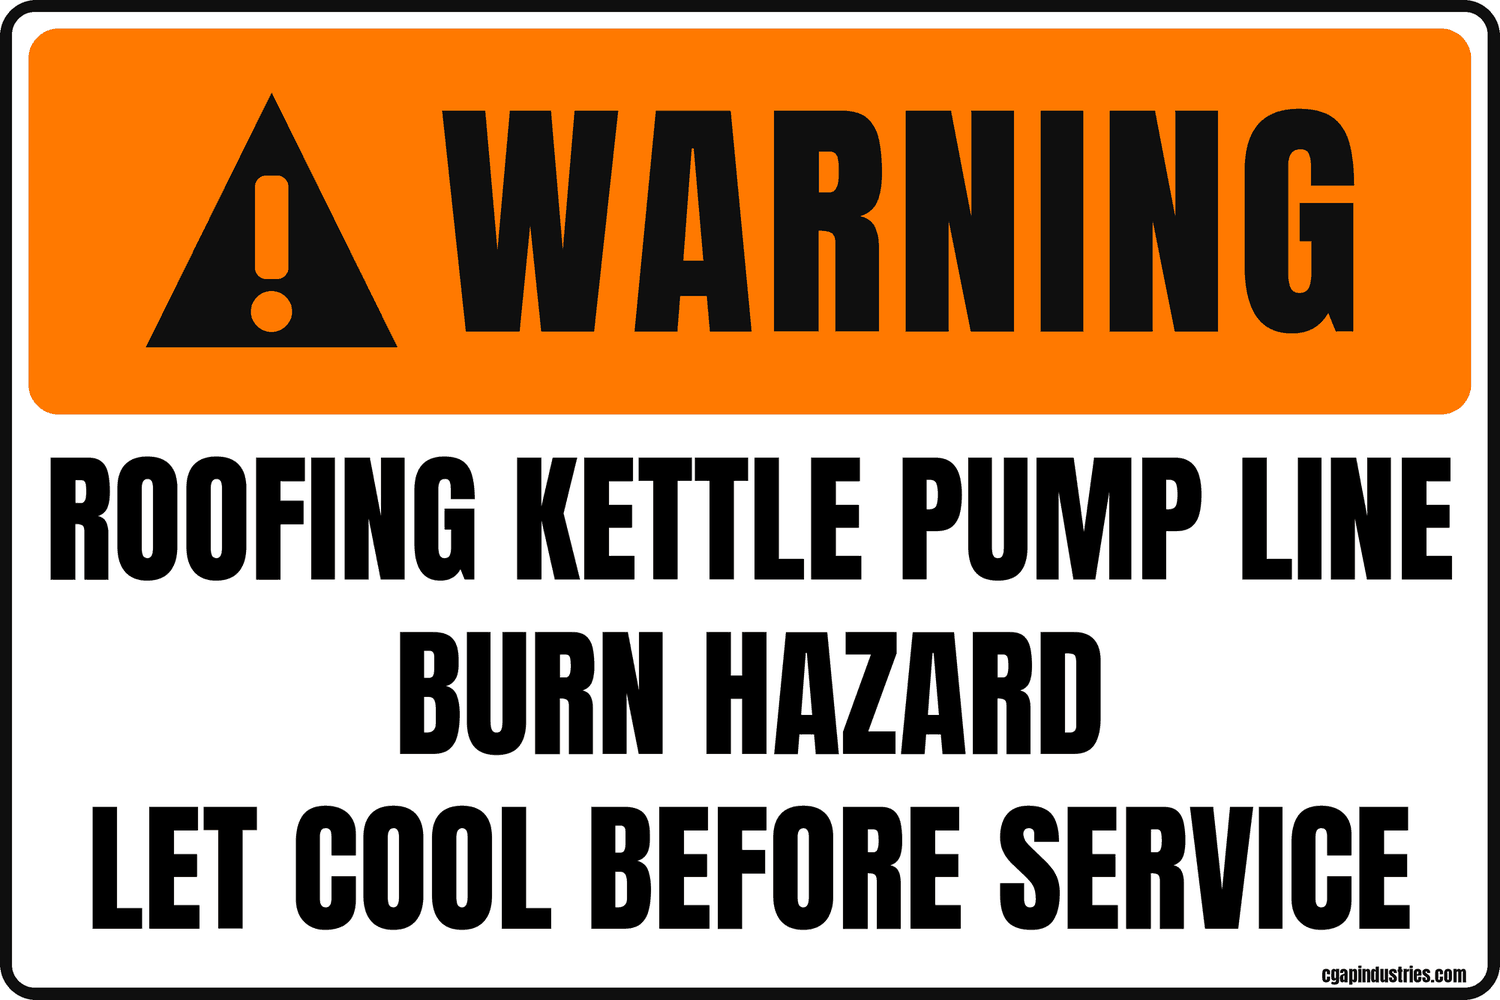 WARNING
ROOFING KETTLE PUMP LINE
BURN HAZARD
LET COOL BEFORE SERVICE
cgapindustries.com